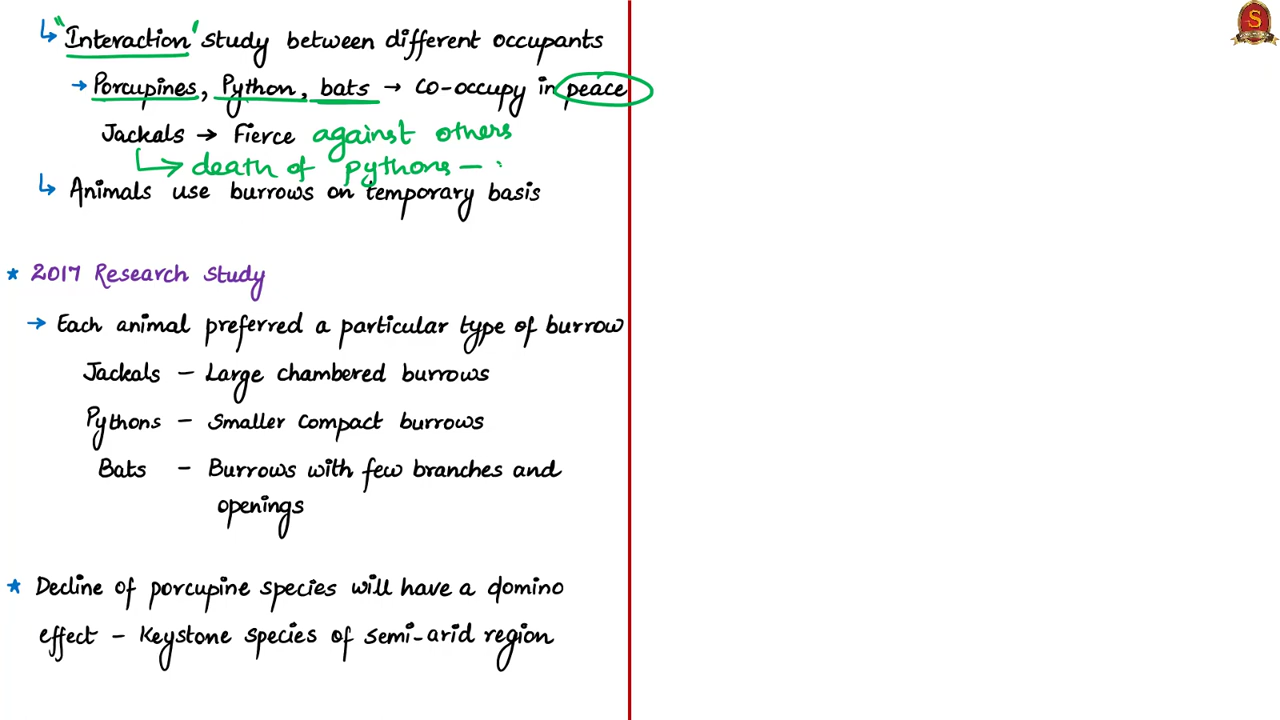 "Interaction" study between different occupants
→ Porcupines, Python, bats → co-occupy in peace
Jackals → Fierce against others
→ death of pythons –
Animals use burrows on temporary basis
* 2017 Research study
→ Each animal preferred a particular type of burrow
Jackals – Large chambered burrows
Pythons – Smaller compact burrows
Bats – Burrows with few branches and
openings
* Decline of porcupine species will have a domino
effect – Keystone species of semi-arid region
S